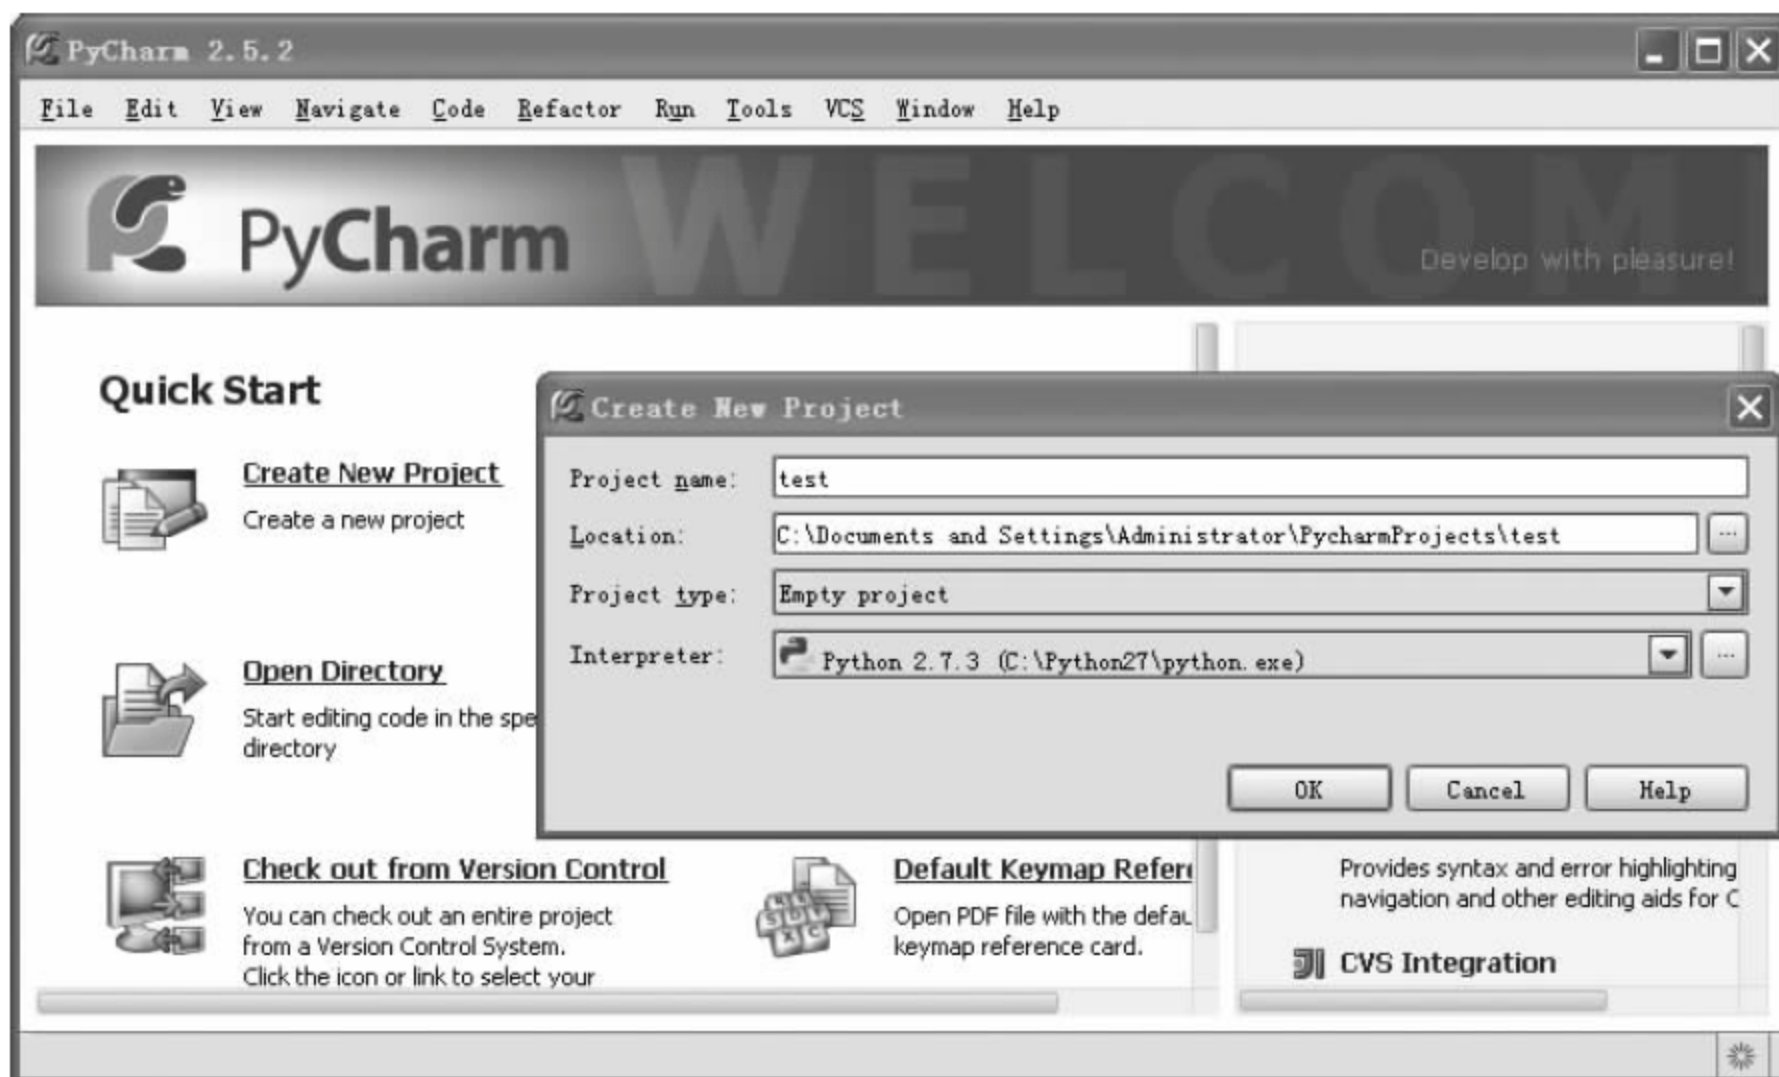 PyCharm 2.5.2
File Edit View Navigate Code Refactor Run Tools VCS Window Help
PyCharm
WELCOM
Develop with pleasure!
Quick Start
Create New Project
Create a new project
Open Directory
Start editing code in the spe
directory
Check out from Version Control
You can check out an entire project
from a Version Control System.
Click the icon or link to select your
Default Keymap Refere
Open PDF file with the defau
keymap reference card.
Create New Project
Project name: test
Location: C:\Documents and Settings\Administrator\PycharmProjects\test ...
Project type: Empty project
Interpreter: Python 2.7.3 (C:\Python27\python.exe) ...
OK Cancel Help
Provides syntax and error highlighting
navigation and other editing aids for C
CVS Integration